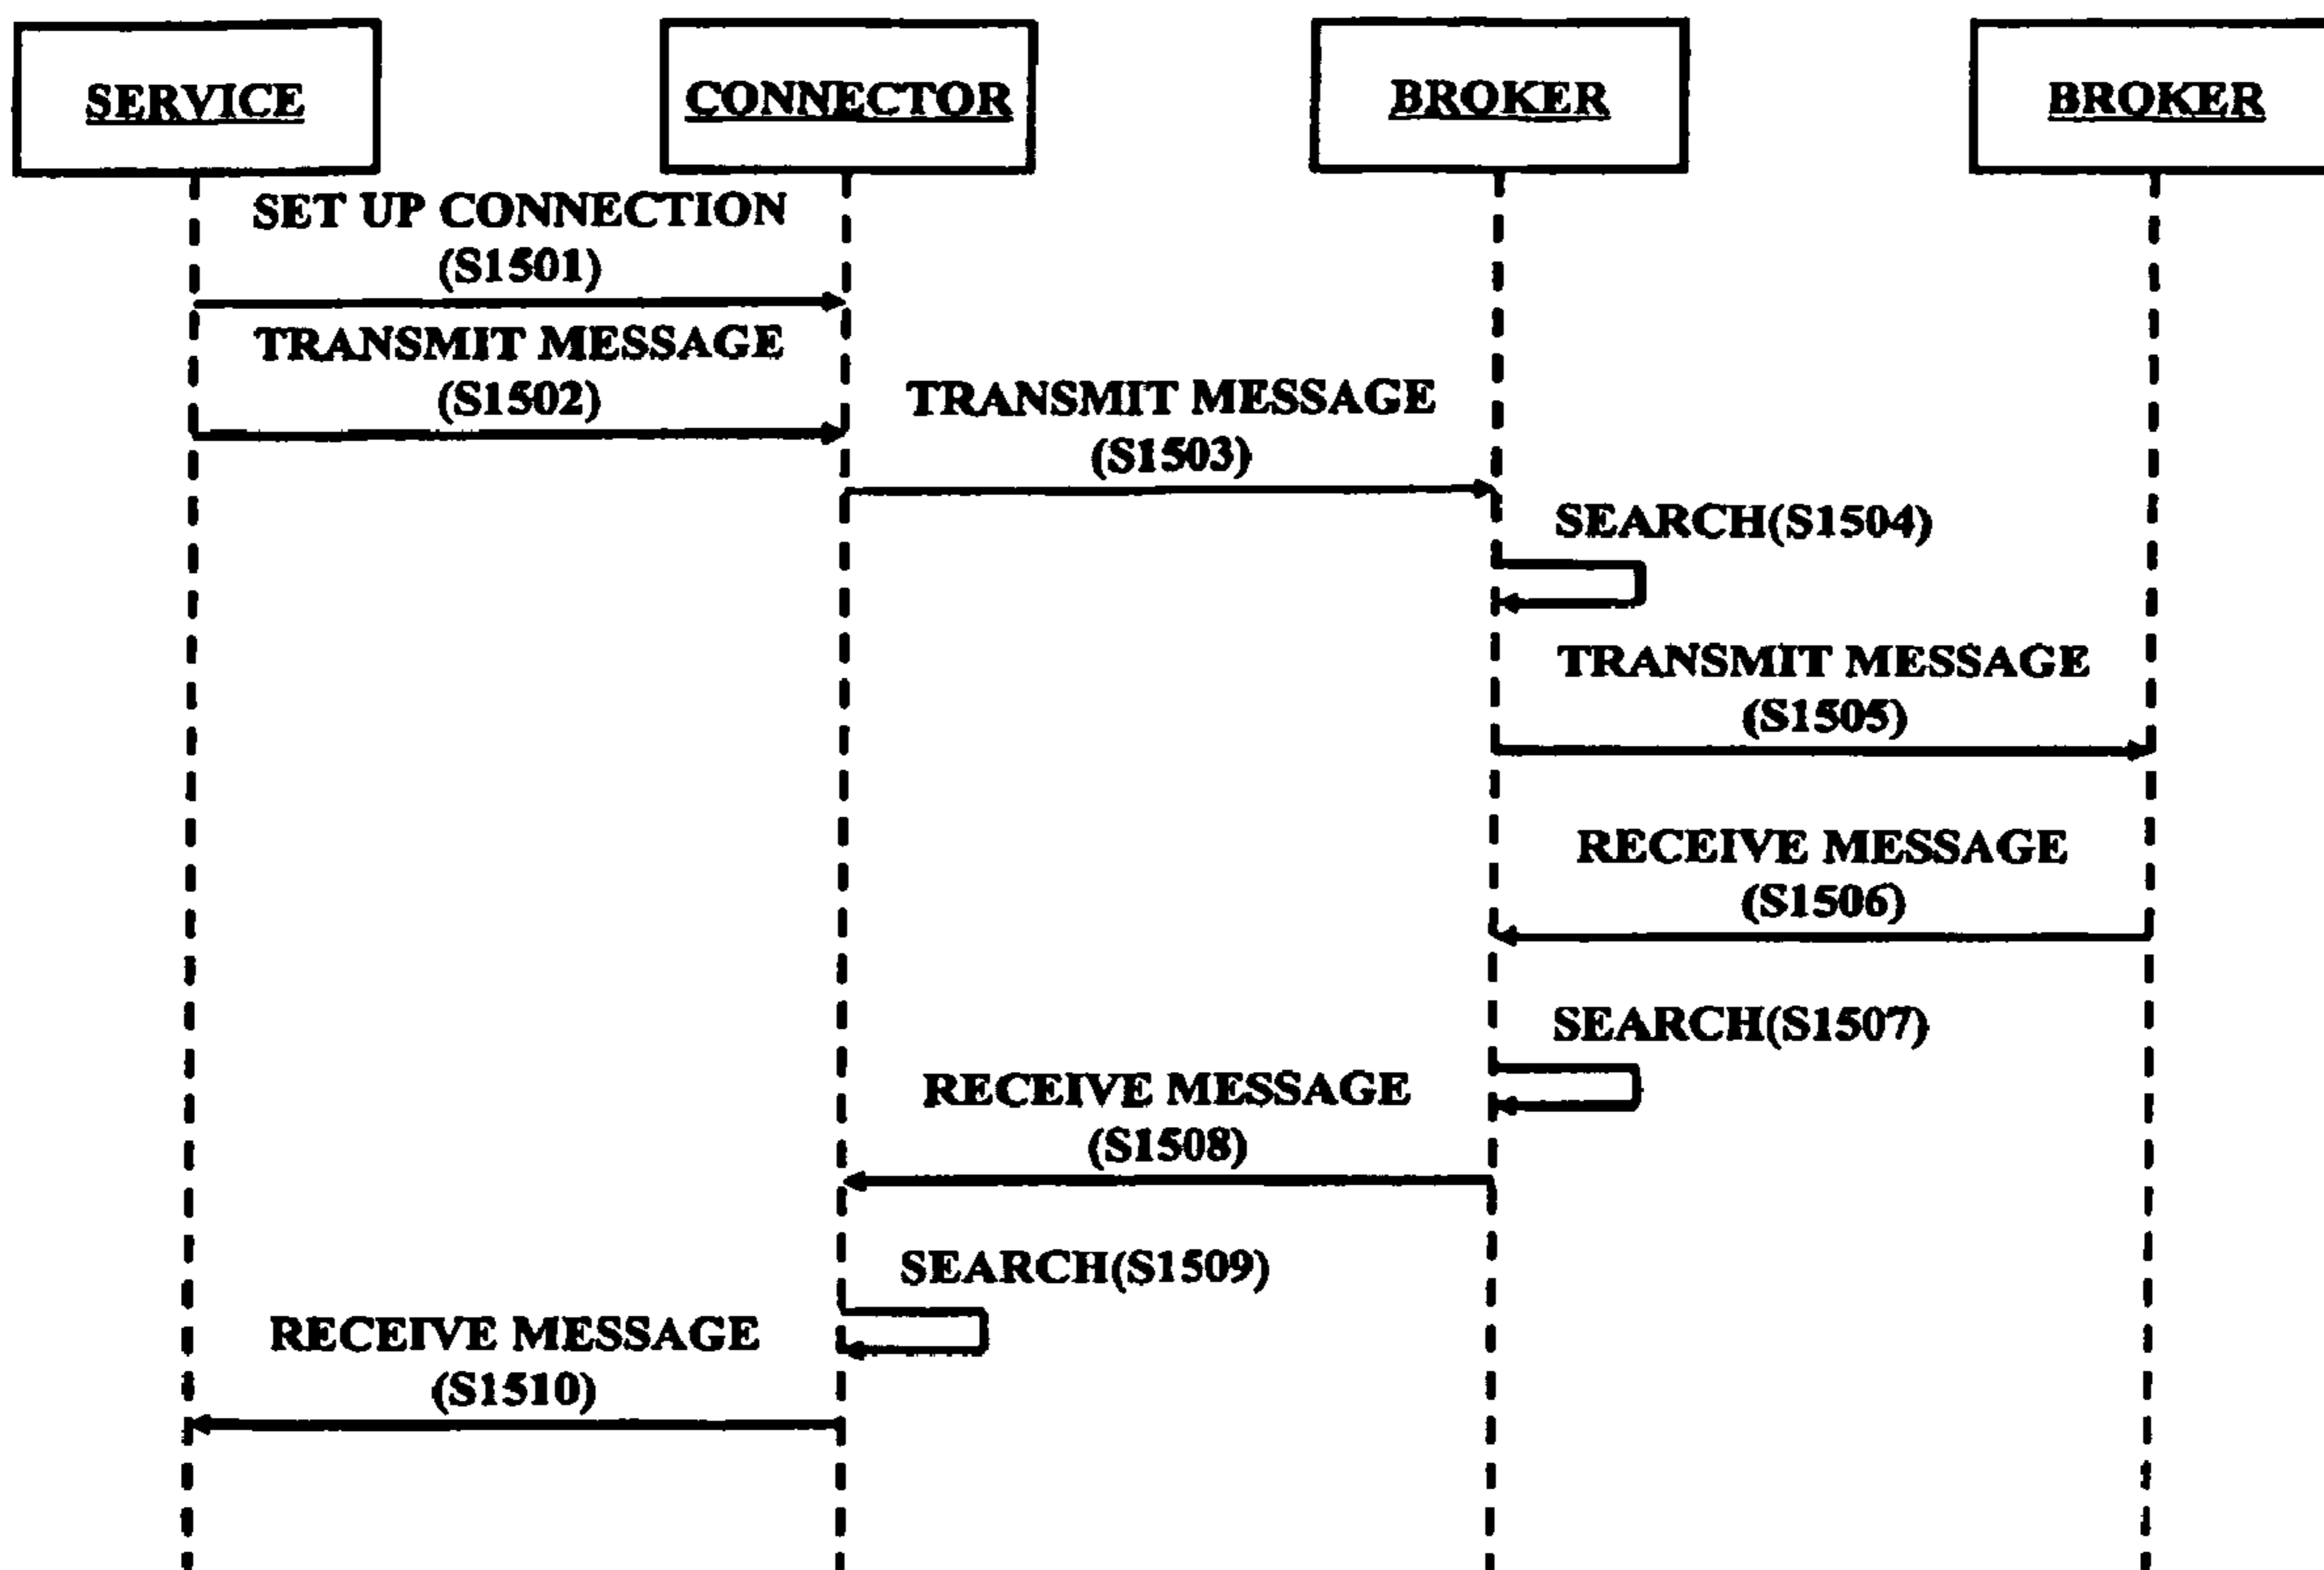 SERVICE
CONNECTOR
BROKER
BROKER
SET UP CONNECTION
(S1501)
TRANSMIT MESSAGE
(S1502)
TRANSMIT MESSAGE
(S1503)
SEARCH(S1504)
TRANSMIT MESSAGE
(S1505)
RECEIVE MESSAGE
(S1506)
SEARCH(S1507)
RECEIVE MESSAGE
(S1508)
SEARCH(S1509)
RECEIVE MESSAGE
(S1510)